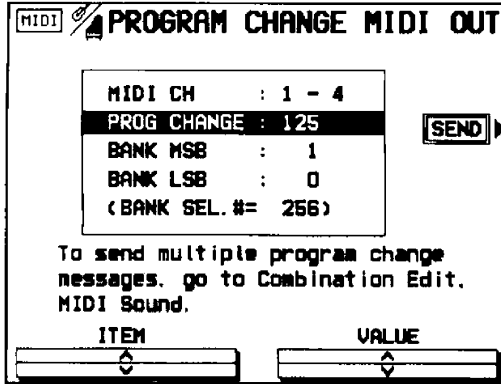 MIDI PROGRAM CHANGE MIDI OUT
MIDI CH : 1 - 4
PROG CHANGE : 125
SEND
BANK MSB : 1
BANK LSB : 0
(BANK SEL.#= 256)
To send multiple program change
messages, go to Combination Edit,
MIDI Sound.
ITEM VALUE